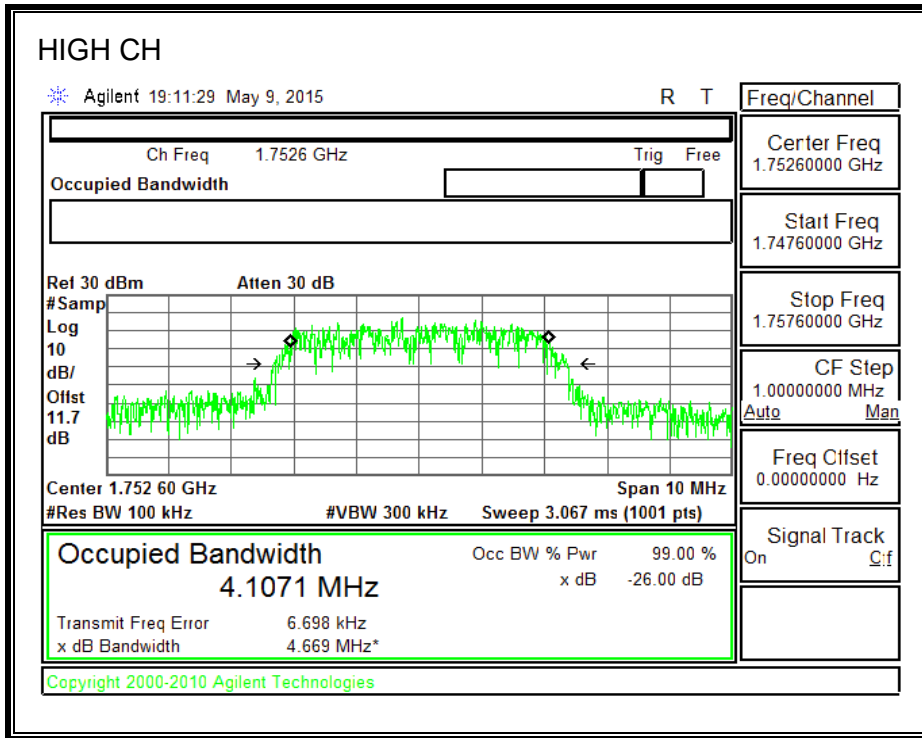 HIGH CH
Agilent 19:11:29 May 9, 2015 R T
Freq/Channel
Ch Freq 1.7526 GHz Trig Free
Occupied Bandwidth
Center Freq
1.75260000 GHz
Start Freq
1.74760000 GHz
Stop Freq
1.75760000 GHz
CF Step
1.00000000 MHz
Auto Man
Freq Offset
0.00000000 Hz
Signal Track
On Off
Ref 30 dBm Atten 30 dB
#Samp
Log
10
dB/
Offst
11.7
dB
Center 1.752 60 GHz Span 10 MHz
#Res BW 100 kHz #VBW 300 kHz Sweep 3.067 ms (1001 pts)
Occupied Bandwidth Occ BW % Pwr 99.00 %
4.1071 MHz x dB -26.00 dB
Transmit Freq Error 6.698 kHz
x dB Bandwidth 4.669 MHz*
Copyright 2000-2010 Agilent Technologies